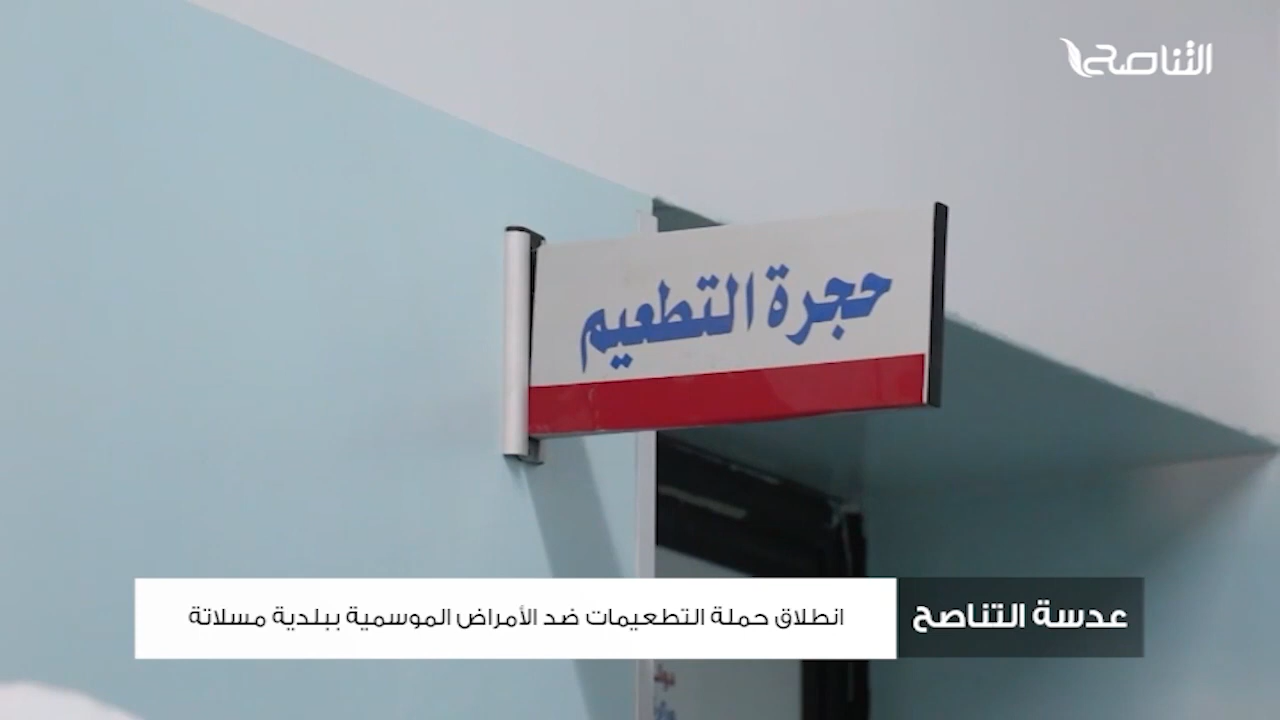 التناصح
حجرة التطعيم
عدسة التناصح
انطلاق حملة التطعيمات ضد الأمراض الموسمية ببلدية مسلاتة